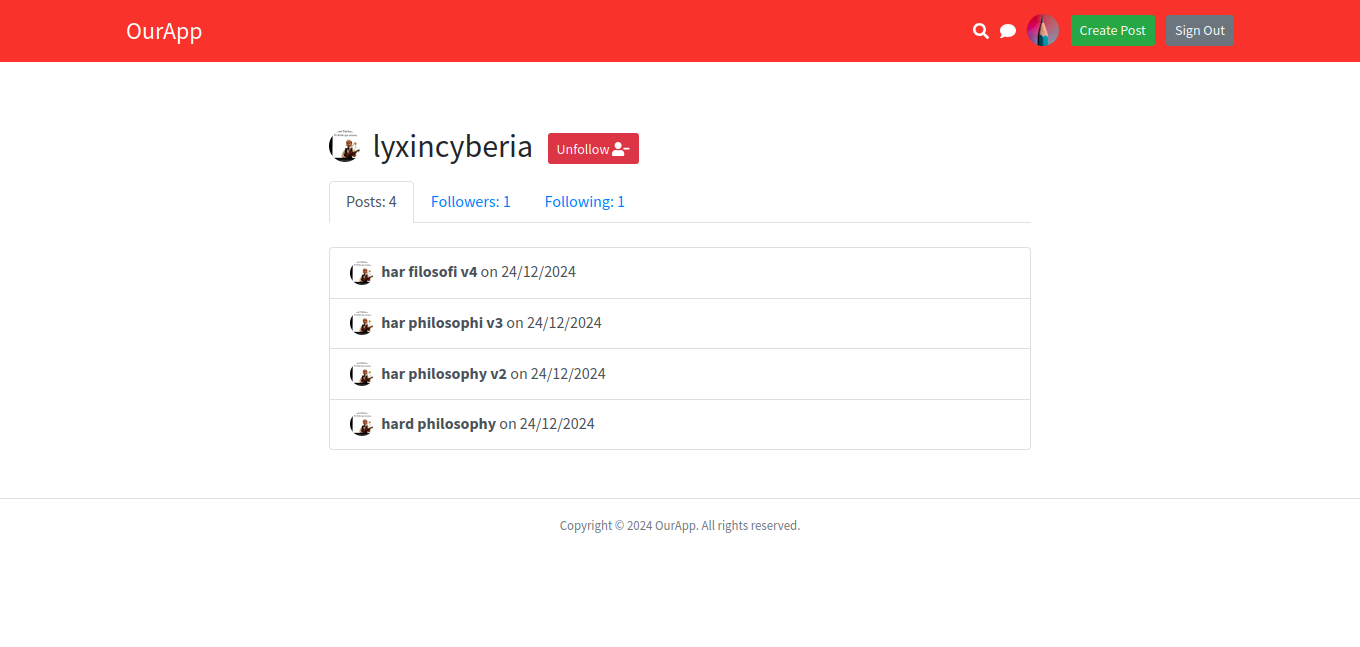 OurApp
Create Post
Sign Out
lyxincyberia
Unfollow
Posts: 4
Followers: 1
Following: 1
har filosofi v4 on 24/12/2024
har philosophi v3 on 24/12/2024
har philosophy v2 on 24/12/2024
hard philosophy on 24/12/2024
Copyright © 2024 OurApp. All rights reserved.